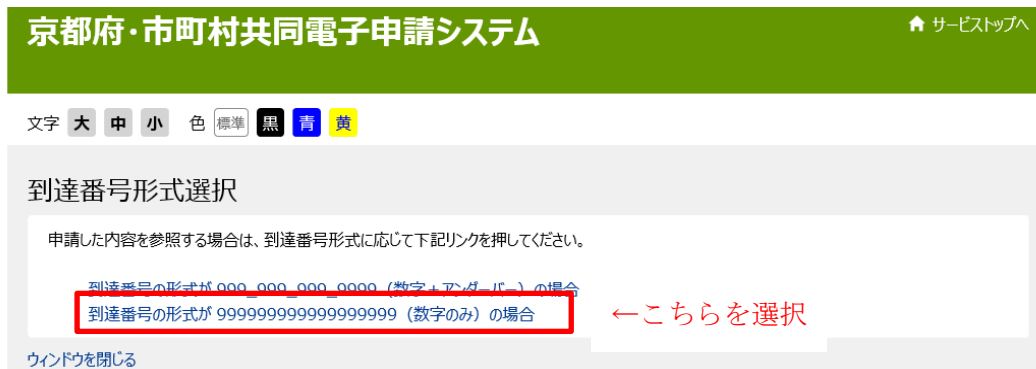 京都府・市町村共同電子申請システム
サービストップへ
文字 大 中 小 色 標準 黒 青 黄
到達番号形式選択
申請した内容を参照する場合は、到達番号形式に応じて下記リンクを押してください。
到達番号の形式が 999_999_999_9999（数字+アンダーバー）の場合
到達番号の形式が 999999999999999999（数字のみ）の場合
←こちらを選択
ウィンドウを閉じる